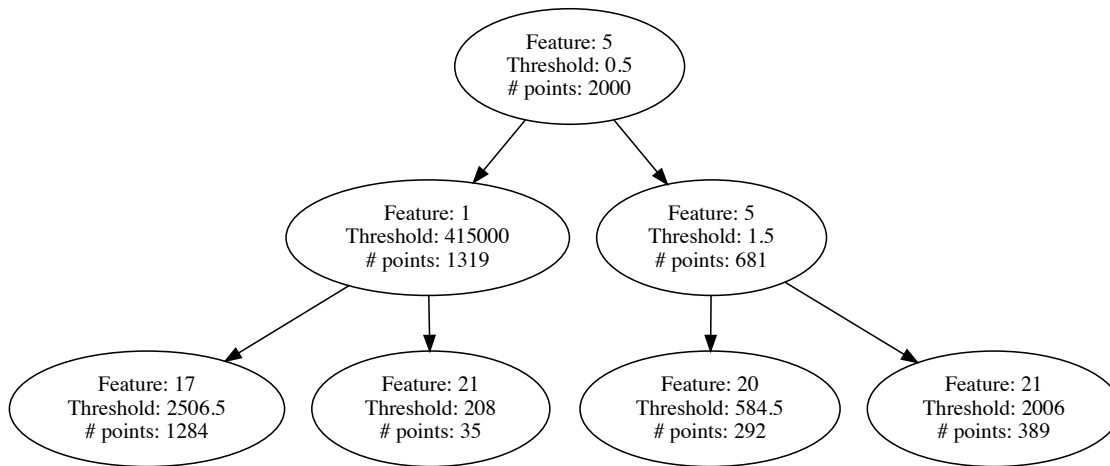 Feature: 5
Threshold: 0.5
# points: 2000
Feature: 1
Threshold: 415000
# points: 1319
Feature: 5
Threshold: 1.5
# points: 681
Feature: 17
Threshold: 2506.5
# points: 1284
Feature: 21
Threshold: 208
# points: 35
Feature: 20
Threshold: 584.5
# points: 292
Feature: 21
Threshold: 2006
# points: 389